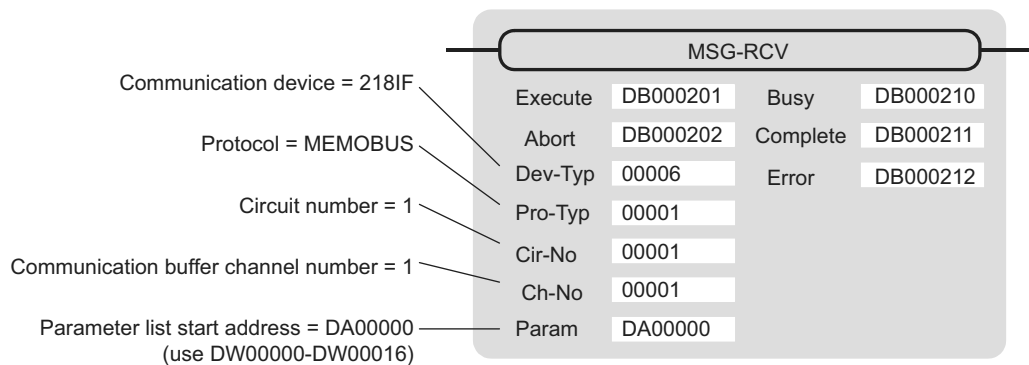 MSG-RCV
Communication device = 218IF
Protocol = MEMOBUS
Circuit number = 1
Communication buffer channel number = 1
Parameter list start address = DA00000
(use DW00000-DW00016)
Execute DB000201 Busy DB000210
Abort DB000202 Complete DB000211
Dev-Typ 00006 Error DB000212
Pro-Typ 00001
Cir-No 00001
Ch-No 00001
Param DA00000